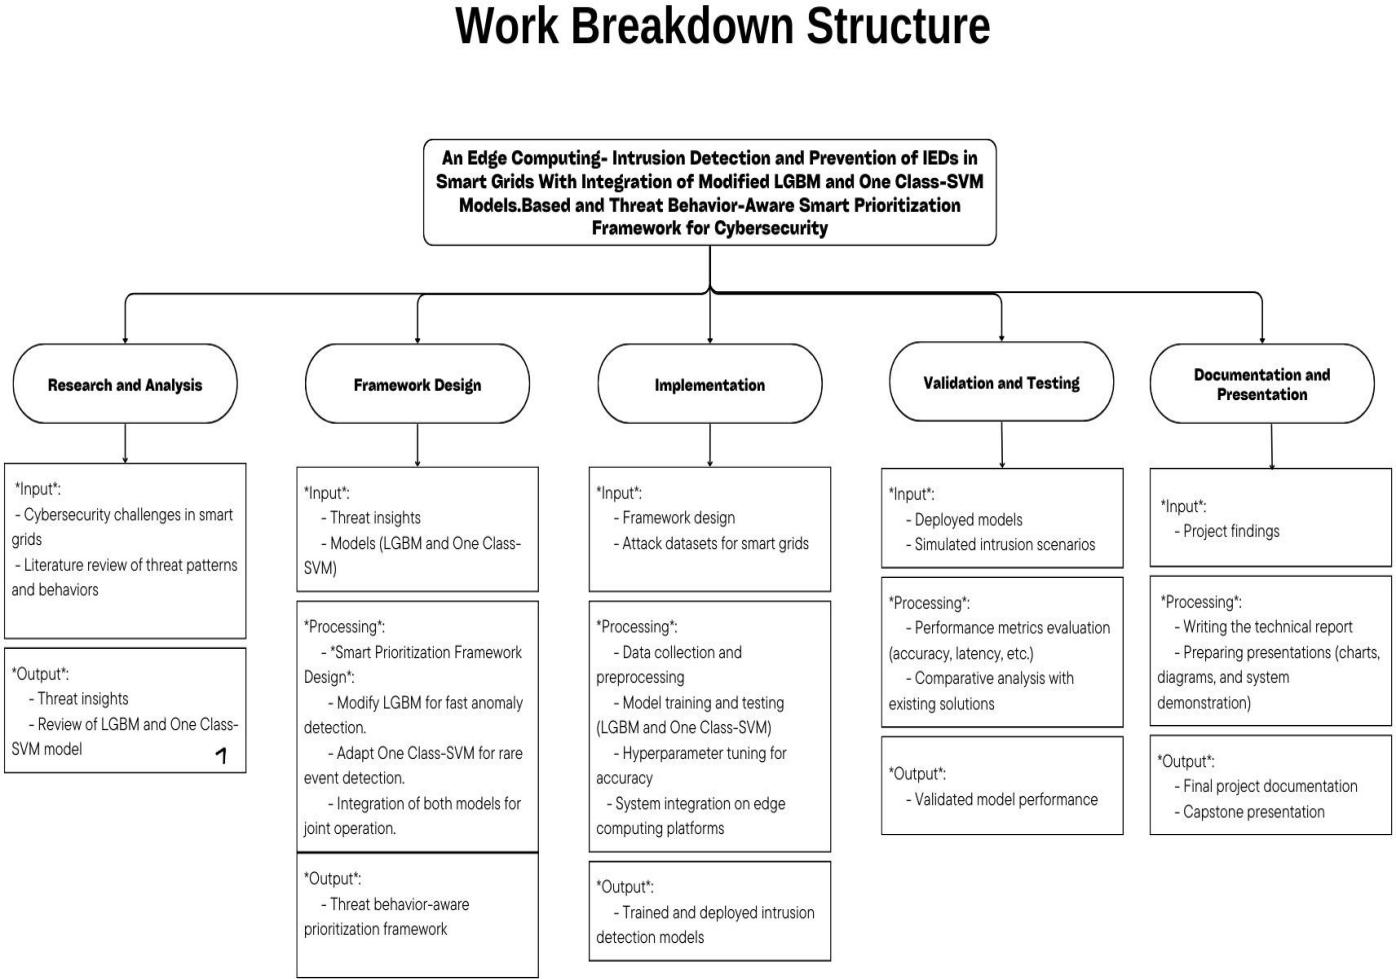 Work Breakdown Structure
An Edge Computing- Intrusion Detection and Prevention of IEDs in
Smart Grids With Integration of Modified LGBM and One Class-SVM
Models.Based and Threat Behavior-Aware Smart Prioritization
Framework for Cybersecurity
Research and Analysis
*Input*:
- Cybersecurity challenges in smart
grids
- Literature review of threat patterns
and behaviors
*Output*:
- Threat insights
- Review of LGBM and One Class-
SVM model
1
Framework Design
*Input*:
- Threat insights
- Models (LGBM and One Class-
SVM)
*Processing*:
- *Smart Prioritization Framework
Design*:
- Modify LGBM for fast anomaly
detection.
- Adapt One Class-SVM for rare
event detection.
- Integration of both models for
joint operation.
*Output*:
- Threat behavior-aware
prioritization framework
Implementation
*Input*:
- Framework design
- Attack datasets for smart grids
*Processing*:
- Data collection and
preprocessing
- Model training and testing
(LGBM and One Class-SVM)
- Hyperparameter tuning for
accuracy
- System integration on edge
computing platforms
*Output*:
- Trained and deployed intrusion
detection models
Validation and Testing
*Input*:
- Deployed models
- Simulated intrusion scenarios
*Processing*:
- Performance metrics evaluation
(accuracy, latency, etc.)
- Comparative analysis with
existing solutions
*Output*:
- Validated model performance
Documentation and
Presentation
*Input*:
- Project findings
*Processing*:
- Writing the technical report
- Preparing presentations (charts,
diagrams, and system
demonstration)
*Output*:
- Final project documentation
- Capstone presentation